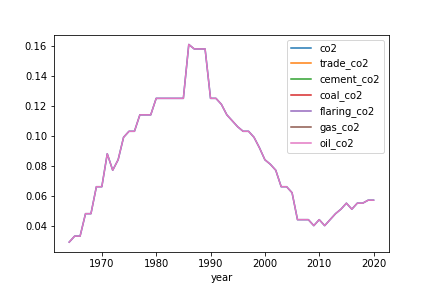 0.16
0.14
0.12
0.10
0.08
0.06
0.04
co2
trade_co2
cement_co2
coal_co2
flaring_co2
gas_co2
oil_co2
1970 1980 1990 2000 2010 2020
year